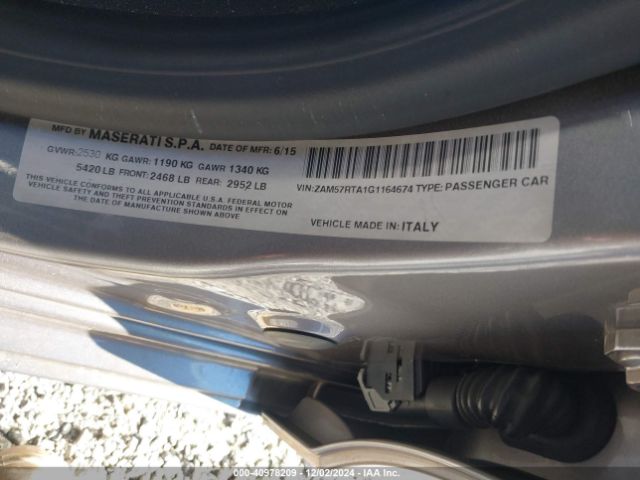 MFD BY MASERATI S.P.A. DATE OF MFR: 6/15
GVWR:2530 KG GAWR: 1190 KG GAWR 1340 KG
5420 LB FRONT: 2468 LB REAR: 2952 LB
THIS VEHICLE CONFORMS TO ALL APPLICABLE U.S.A. FEDERAL MOTOR
VEHICLE SAFETY AND THEFT PREVENTION STANDARDS IN EFFECT ON
THE DATE OF MANUFACTURE SHOWN ABOVE
VIN: ZAM57RTA1G1164674 TYPE: PASSENGER CAR
VEHICLE MADE IN: ITALY
000-40978209 - 12/02/2024 - IAA Inc.